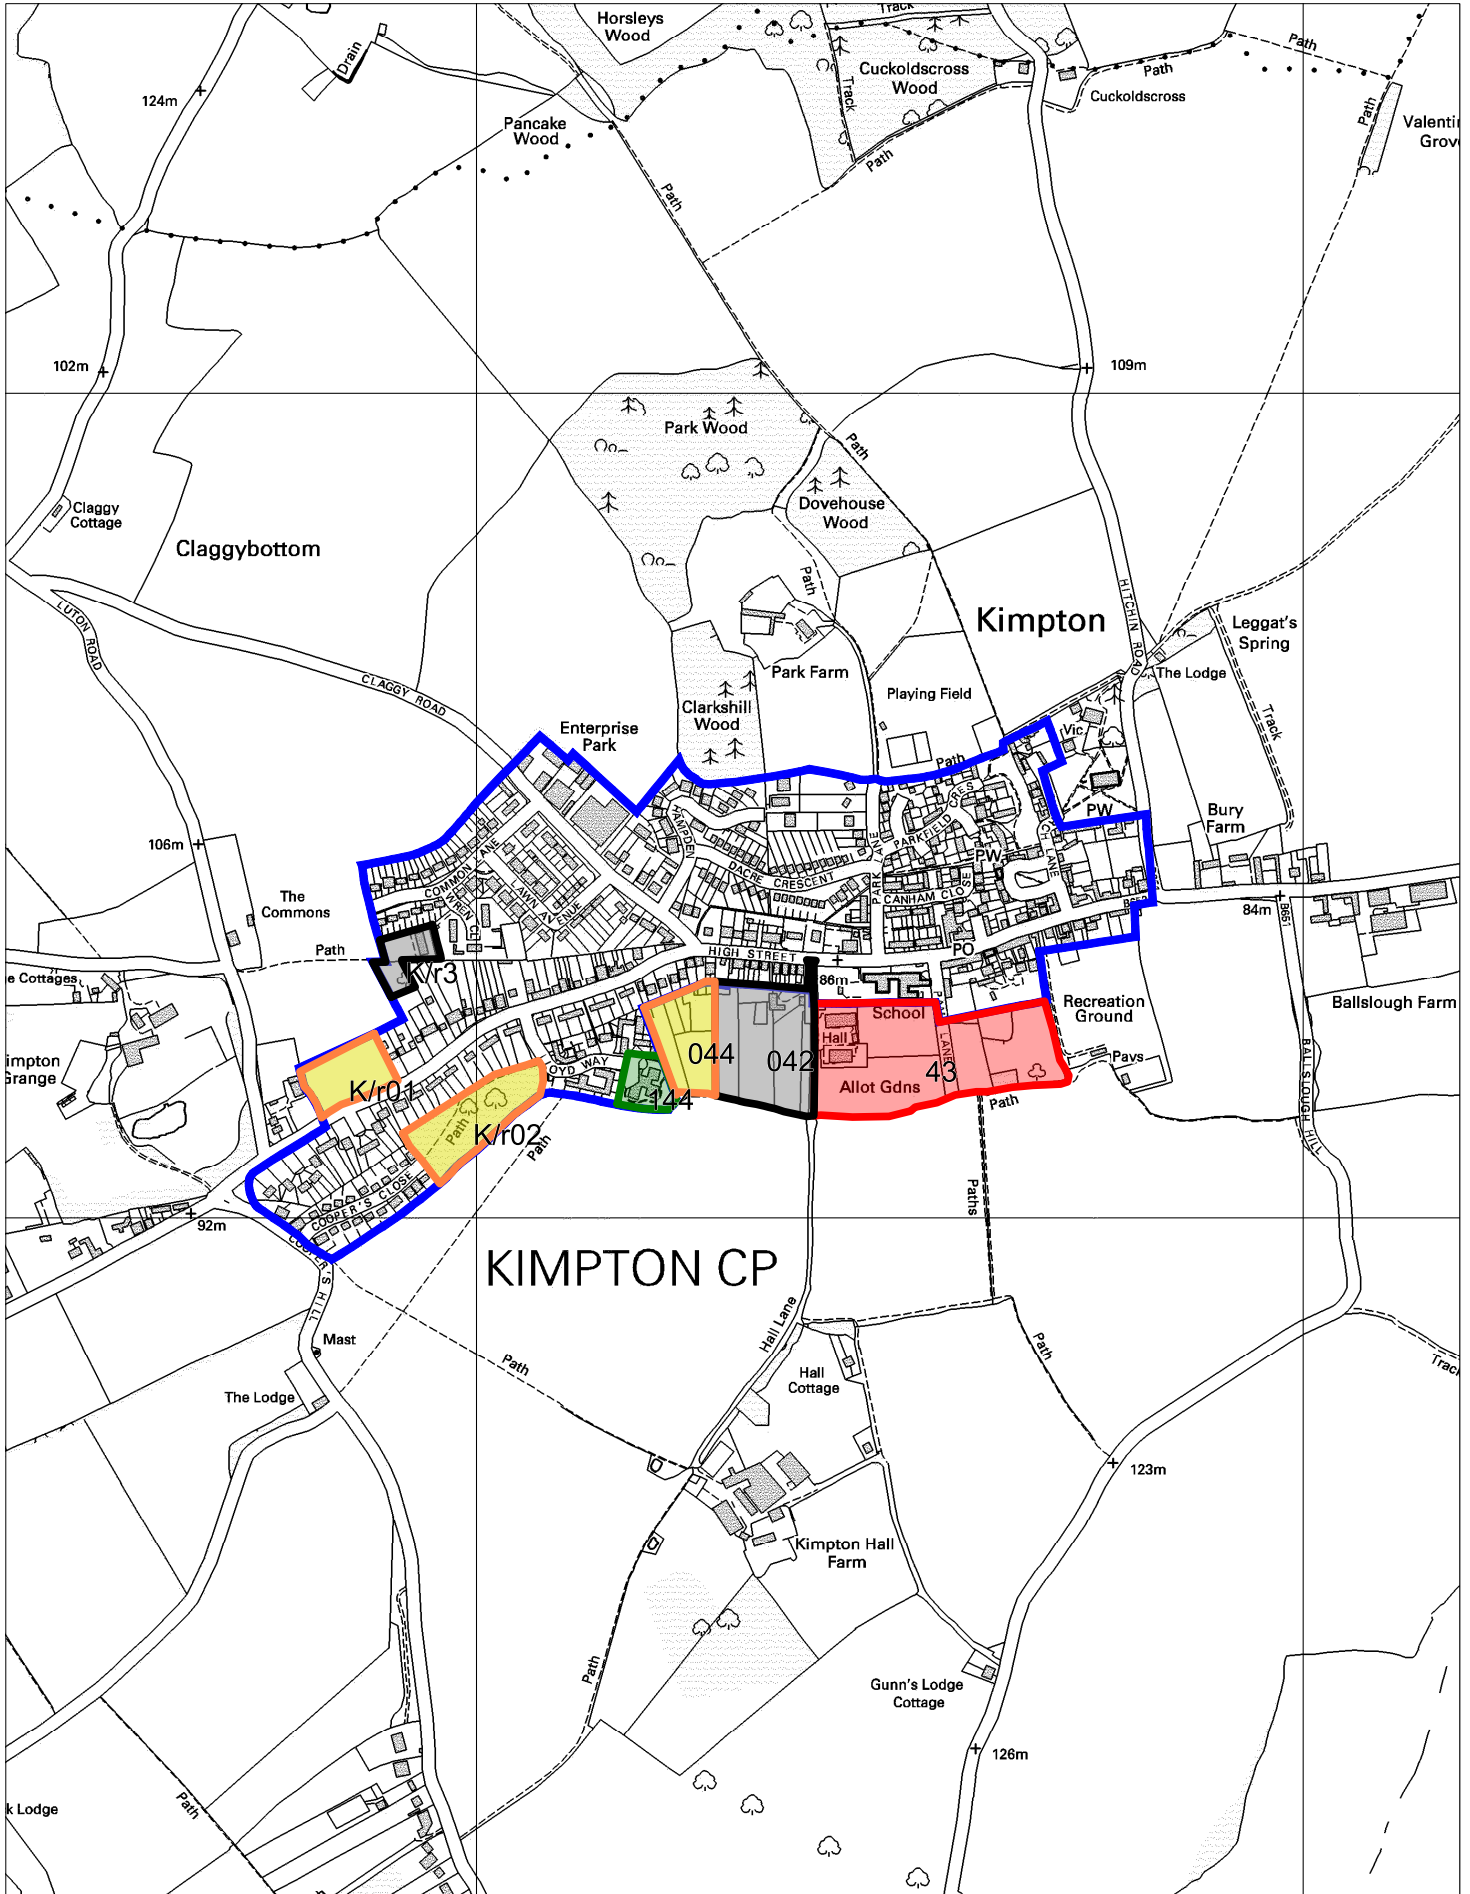 Horsleys
Wood
Track
Drain
Path
124m
Cuckoldscross
Wood
Path
Cuckoldscross
Track
Path
Pancake
Wood
Path
Path
102m
109m
Park Wood
Path
Claggy
Cottage
Dovehouse
Wood
Claggybottom
Path
HITCHIN ROAD
LUTON ROAD
Kimpton
Leggat's
Spring
Park Farm
The Lodge
CLAGGY ROAD
Playing Field
Clarkshill
Wood
Track
Enterprise
Park
Vic
Path
PW
Bury
Farm
HAMPDEN
PARKFIELD CRES
106m
PARK LANE
PW
COMMON LANE
DACRE CRESCENT
LAWN AVENUE
CANHAM CLOSE
The
Commons
84m
B651
Path
HIGH STREET
PO
K/r3
86m
e Cottages
School
Recreation
Ground
Ballslough Farm
Hall
044
042
LANE
43
Pavs
OYD WAY
BALLSLOUGH HILL
K/r01
Allot Gdns
144
Path
Path
K/r02
Path
Paths
COOPER'S CLOSE
92m
COOPER'S HILL
KIMPTON CP
Hall Lane
Mast
Path
Path
Hall
Cottage
The Lodge
123m
Kimpton Hall
Farm
Path
Gunn's Lodge
Cottage
126m
Path
k Lodge